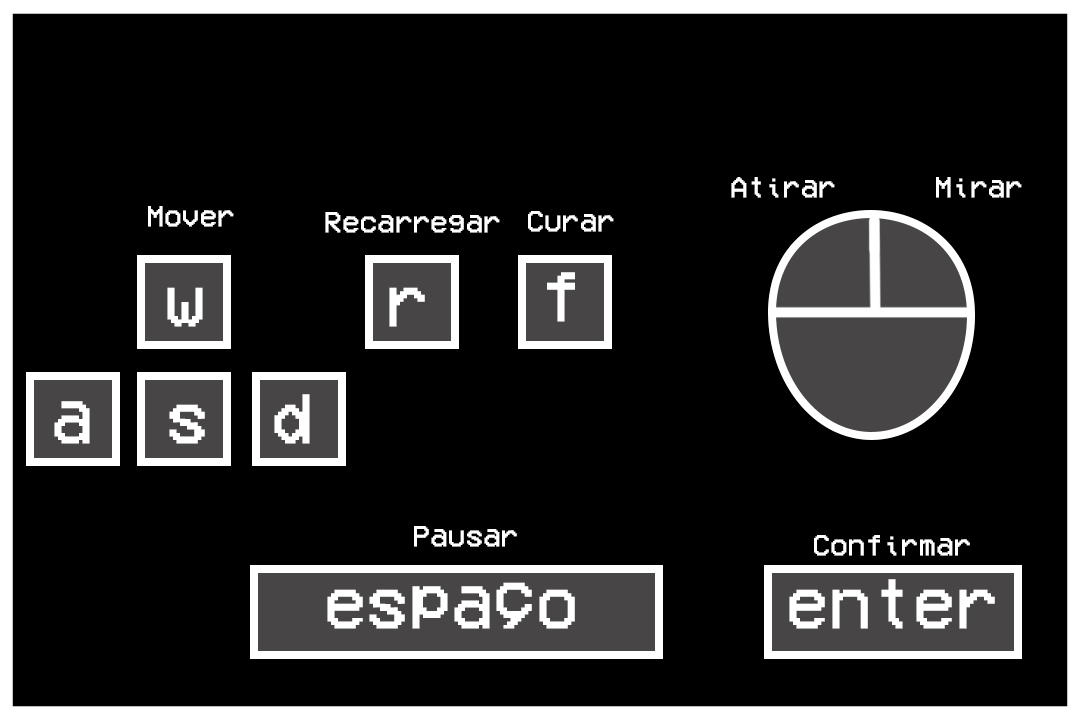 Atirar Mirar
Mover Recarregar Curar
w r f
a s d
Pausar Confirmar
espaço enter